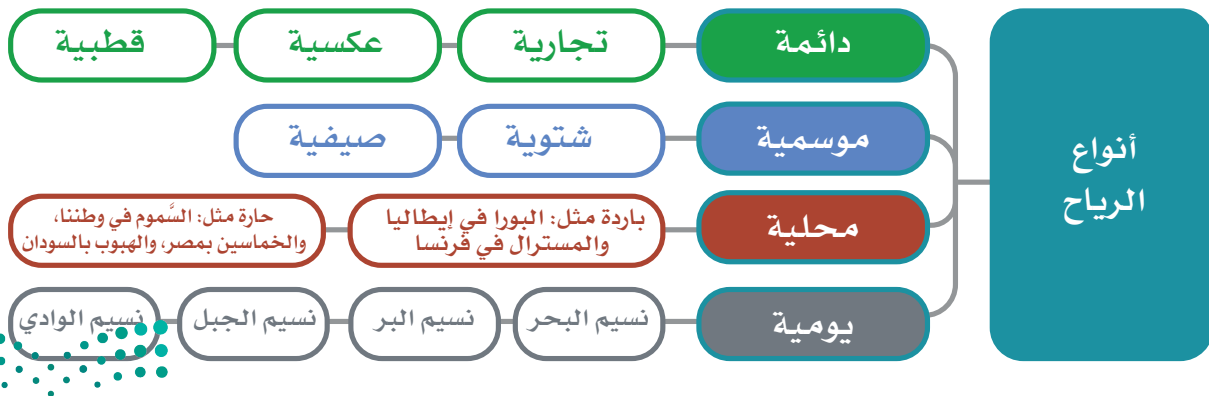 أنواع
الرياح
دائمة
تجارية
عكسية
قطبية
موسمية
شتوية
صيفية
محلية
باردة مثل: البورا في إيطاليا
والمسترال في فرنسا
حارة مثل: السَّموم في وطننا،
والخماسين بمصر، والهبوب بالسودان
يومية
نسيم البحر
نسيم البر
نسيم الجبل
نسيم الوادي